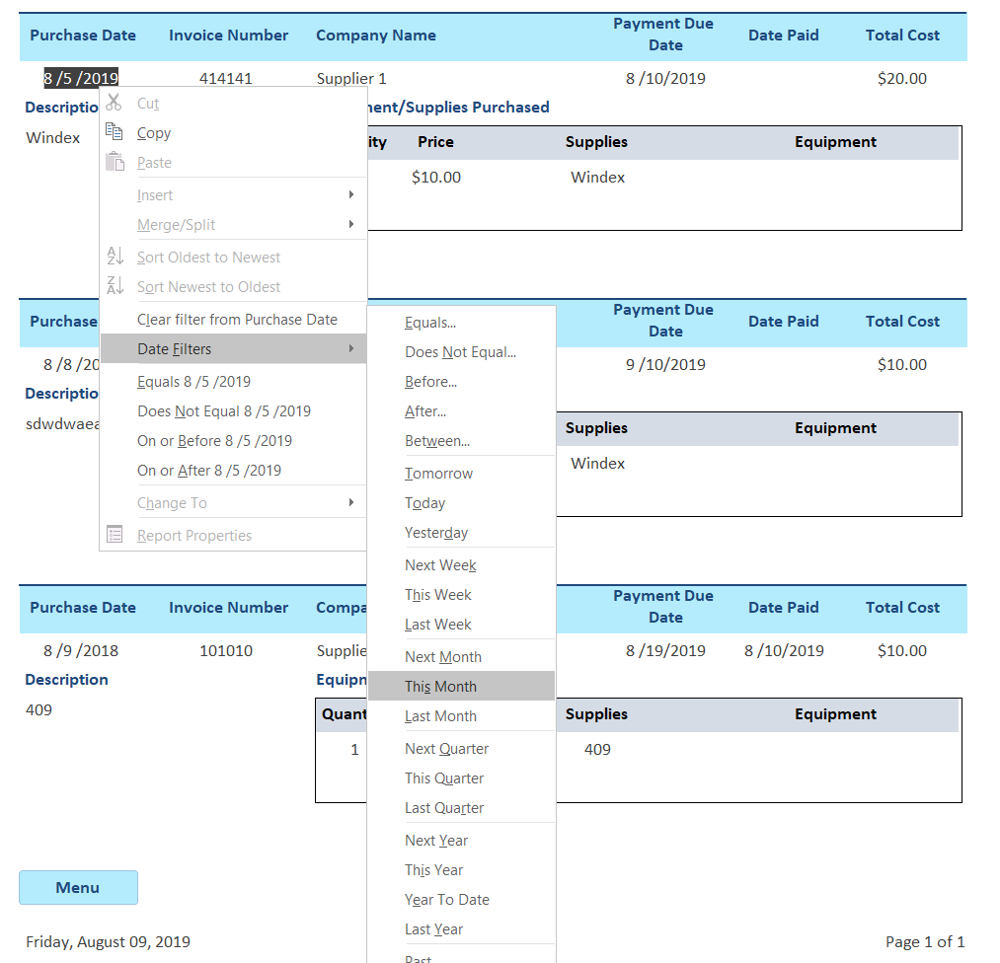 Purchase Date Invoice Number Company Name Payment Due Date Date Paid Total Cost
8 /5 /2019 414141 Supplier 1 8 /10/2019 $20.00
Descriptio ent/Supplies Purchased
Windex ity Price Supplies Equipment
$10.00 Windex
Cut
Copy
Paste
Insert
Merge/Split
Sort Oldest to Newest
Sort Newest to Oldest
Clear filter from Purchase Date
Date Filters
Equals 8 /5 /2019
Does Not Equal 8 /5 /2019
On or Before 8 /5 /2019
On or After 8 /5 /2019
Change To
Report Properties
Purchase Payment Due Date Date Paid Total Cost
8 /8 /20 9 /10/2019 $10.00
Descriptio
sdwdwaea Supplies Equipment
Windex
Equals...
Does Not Equal...
Before...
After...
Between...
Tomorrow
Today
Yesterday
Next Week
This Week
Last Week
Next Month
This Month
Last Month
Next Quarter
This Quarter
Last Quarter
Next Year
This Year
Year To Date
Last Year
Past
Purchase Date Invoice Number Compa Payment Due Date Date Paid Total Cost
8 /9 /2018 101010 Supplie 8 /19/2019 8 /10/2019 $10.00
Description Equipn
409 Quant Supplies Equipment
1 409
Menu
Friday, August 09, 2019 Page 1 of 1